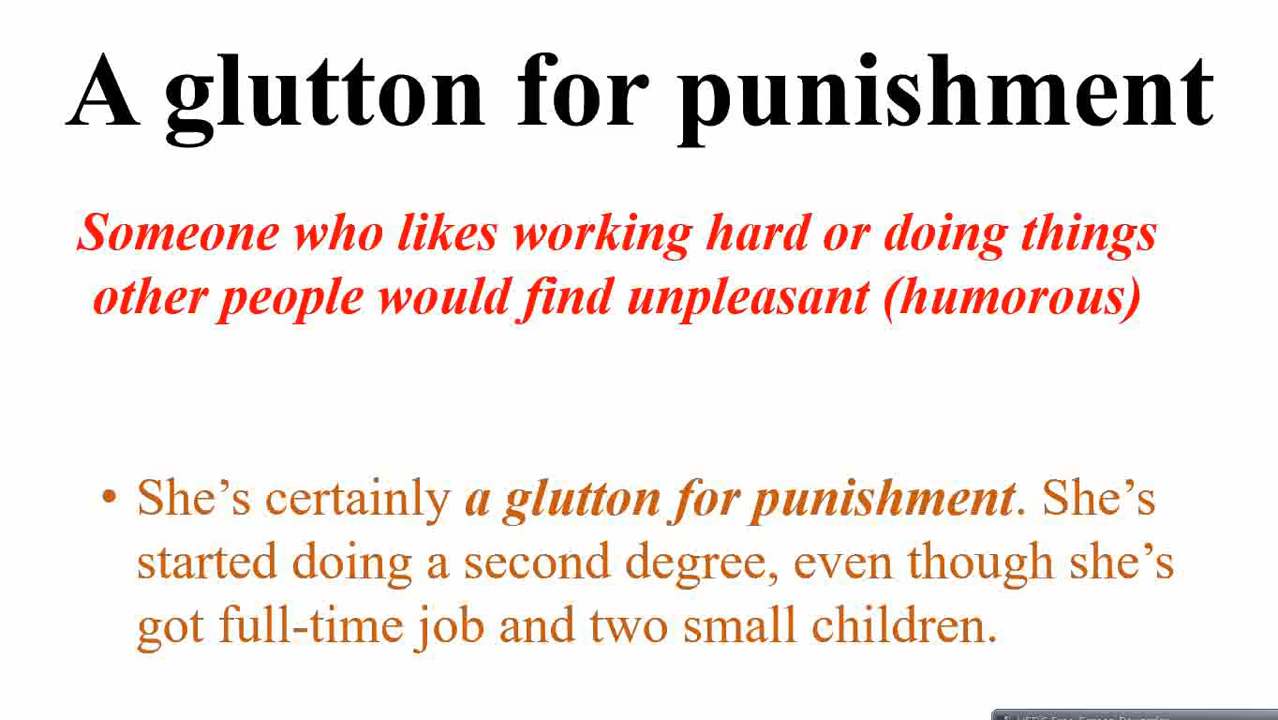 A glutton for punishment
Someone who likes working hard or doing things
other people would find unpleasant (humorous)
• She’s certainly a glutton for punishment. She’s
started doing a second degree, even though she’s
got full-time job and two small children.